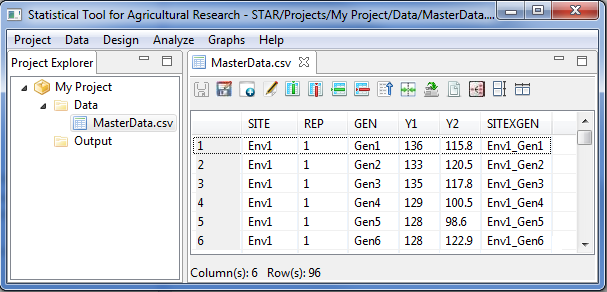 Statistical Tool for Agricultural Research - STAR/Projects/My Project/Data/MasterData....
Project Data Design Analyze Graphs Help
Project Explorer
My Project
Data
MasterData.csv
Output
MasterData.csv
SITE REP GEN Y1 Y2 SITEXGEN
1 Env1 1 Gen1 136 115.8 Env1_Gen1
2 Env1 1 Gen2 133 120.5 Env1_Gen2
3 Env1 1 Gen3 135 117.8 Env1_Gen3
4 Env1 1 Gen4 129 100.5 Env1_Gen4
5 Env1 1 Gen5 128 98.6 Env1_Gen5
6 Env1 1 Gen6 128 122.9 Env1_Gen6
Column(s): 6 Row(s): 96